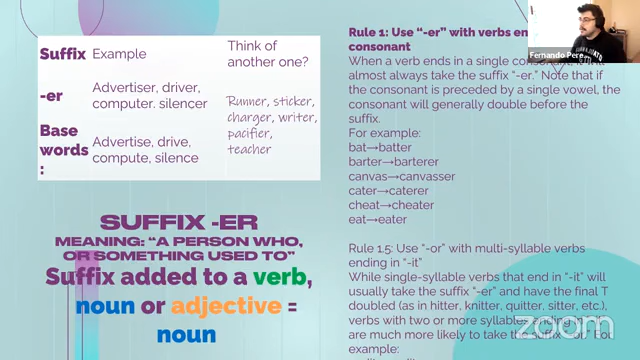 Suffix Example
Think of
another one?
-er
Advertiser, driver,
computer. silencer
Runner, sticker,
charger, writer,
pacifier,
teacher
Base
words
:
Advertise, drive,
compute, silence
SUFFIX -ER
MEANING: “A PERSON WHO,
OR SOMETHING USED TO”
Suffix added to a verb,
noun or adjective =
noun
Rule 1: Use “-er” with verbs
consonant
When a verb ends in a single will
almost always take the suffix “-er.” Note that if
the consonant is preceded by a single vowel, the
consonant will generally double before the
suffix.
For example:
bat→batter
barter→barterer
canvas→canvasser
cater→caterer
cheat→cheater
eat→eater
Rule 1.5: Use “-or” with multi-syllable verbs
ending in “-it”
While single-syllable verbs that end in “-it” will
usually take the suffix “-er” and have the final T
doubled (as in hitter, knitter, quitter, sitter, etc.),
verbs with two or more syllables ending in
are much more likely to take the suffix For
example:
Fernando Pere
zoom